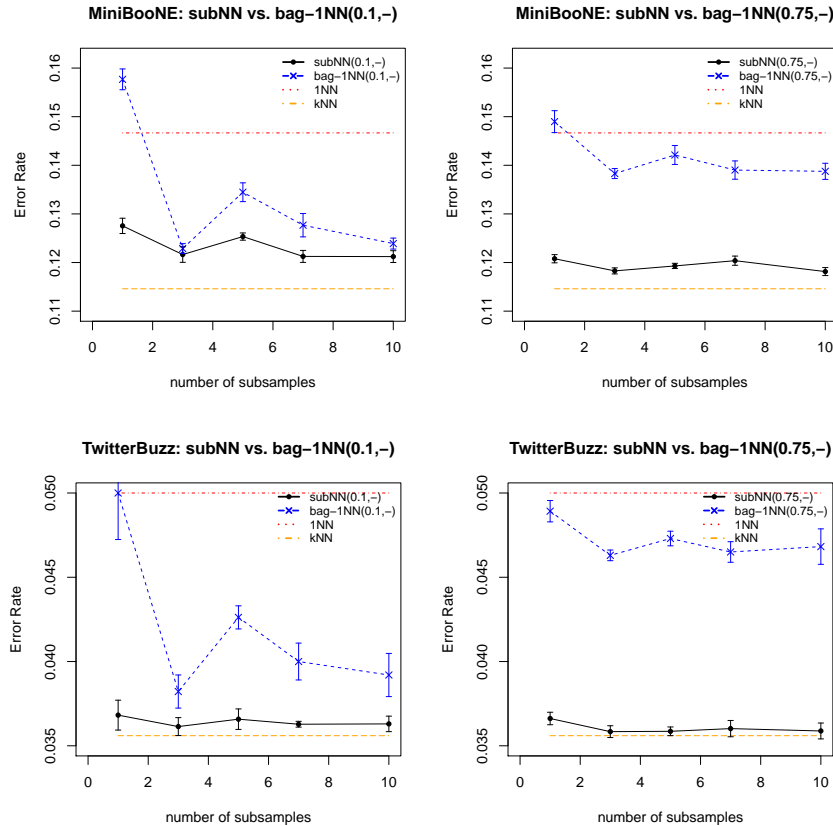 MiniBooNE: subNN vs. bag−1NN(0.1,−)
subNN(0.1,−)
bag−1NN(0.1,−)
1NN
kNN
Error Rate
0.16
0.15
0.14
0.13
0.12
0.11
0 2 4 6 8 10
number of subsamples
MiniBooNE: subNN vs. bag−1NN(0.75,−)
subNN(0.75,−)
bag−1NN(0.75,−)
1NN
kNN
Error Rate
0.16
0.15
0.14
0.13
0.12
0.11
0 2 4 6 8 10
number of subsamples
TwitterBuzz: subNN vs. bag−1NN(0.1,−)
subNN(0.1,−)
bag−1NN(0.1,−)
1NN
kNN
Error Rate
0.050
0.045
0.040
0.035
0 2 4 6 8 10
number of subsamples
TwitterBuzz: subNN vs. bag−1NN(0.75,−)
subNN(0.75,−)
bag−1NN(0.75,−)
1NN
kNN
Error Rate
0.050
0.045
0.040
0.035
0 2 4 6 8 10
number of subsamples